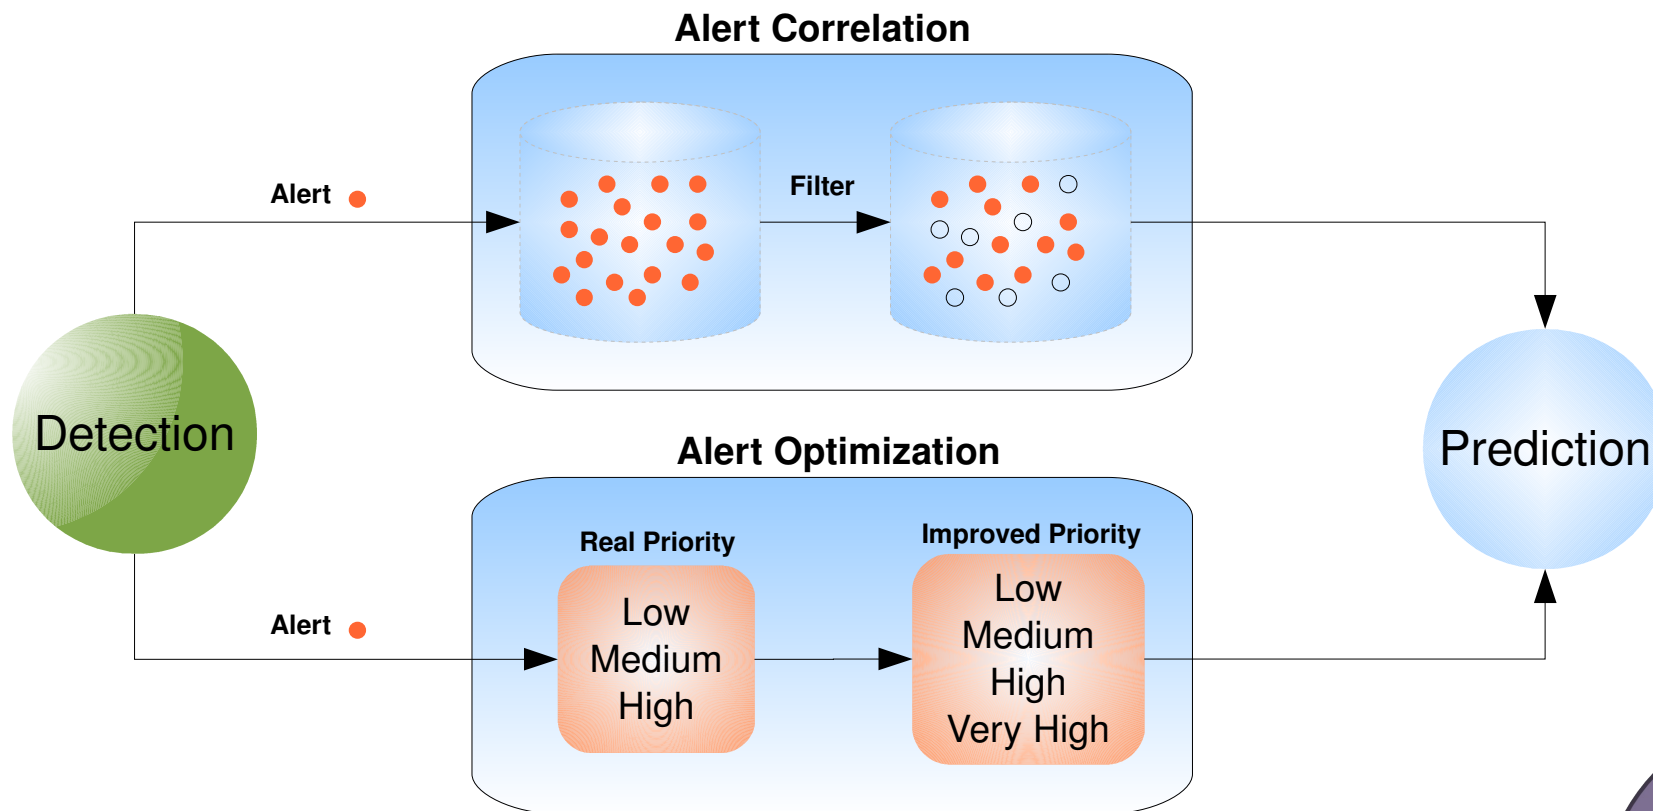 Alert Correlation
Alert
Filter
Detection
Prediction
Alert Optimization
Real Priority
Improved Priority
Alert
Low
Medium
High
Low
Medium
High
Very High